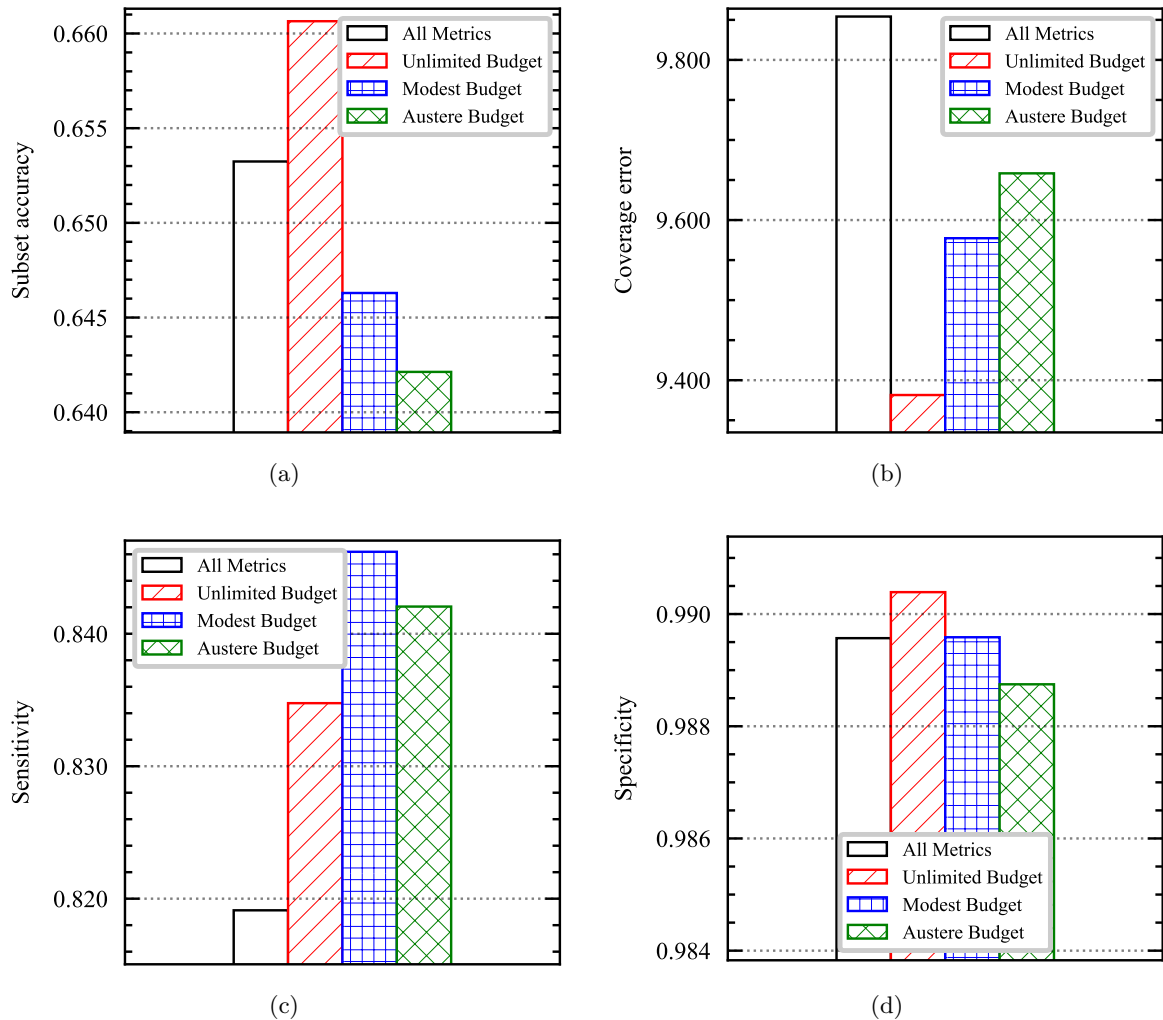 0.660
0.655
0.650
0.645
0.640
Subset accuracy
All Metrics
Unlimited Budget
Modest Budget
Austere Budget
(a)
9.800
9.600
9.400
Coverage error
All Metrics
Unlimited Budget
Modest Budget
Austere Budget
(b)
0.840
0.830
0.820
Sensitivity
All Metrics
Unlimited Budget
Modest Budget
Austere Budget
(c)
0.990
0.988
0.986
0.984
Specificity
All Metrics
Unlimited Budget
Modest Budget
Austere Budget
(d)